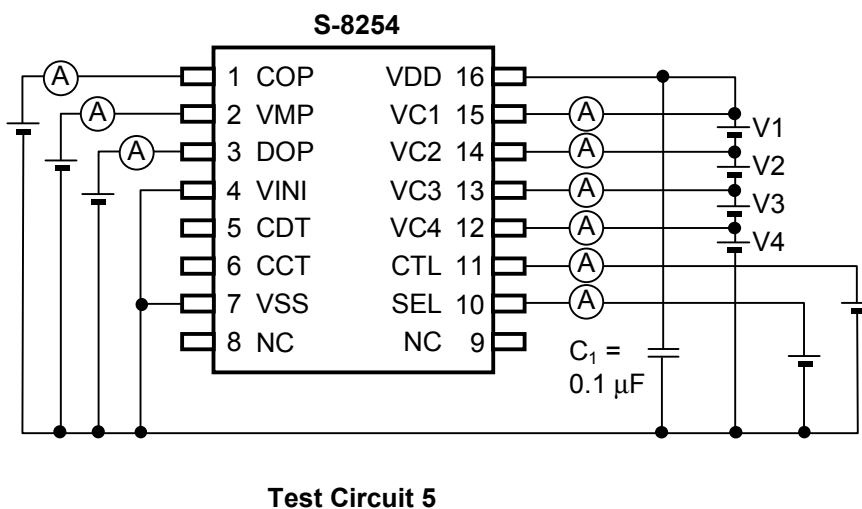 S-8254
A
1 COP VDD 16
A
2 VMP VC1 15 A
V1
A
3 DOP VC2 14 A
V2
4 VINI VC3 13 A
V3
5 CDT VC4 12 A
V4
6 CCT CTL 11 A
7 VSS SEL 10 A
8 NC NC 9
C1 =
0.1 µF
Test Circuit 5